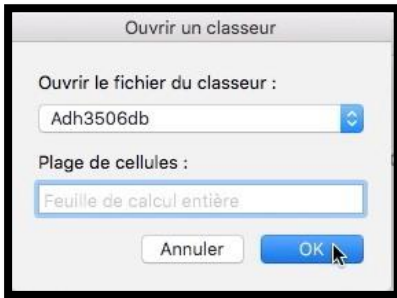 Ouvrir un classeur
Ouvrir le fichier du classeur :
Adh3506db
Plage de cellules :
Feuille de calcul entière
Annuler OK